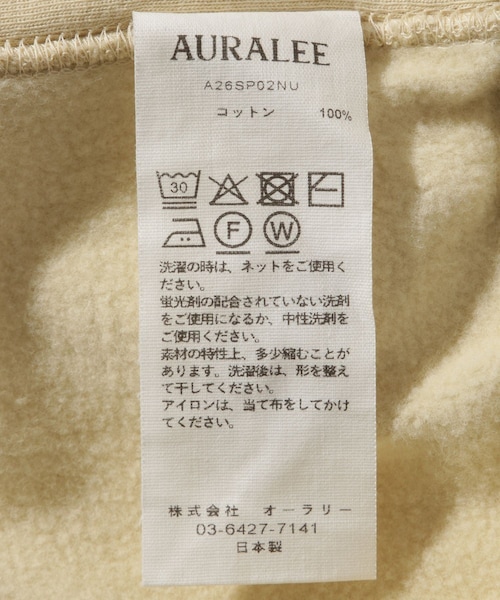 AURALEE
A26SP02NU
コットン 100%
30
F W
洗濯の時は、ネットをご使用く
ださい。
蛍光剤の配合されていない洗剤
をご使用になるか、中性洗剤を
ご使用ください。
素材の特性上、多少縮むことが
あります。洗濯後は、形を整え
て干してください。
アイロンは、当て布をしてかけ
てください。
株式会社 オーラリー
03-6427-7141
日本製